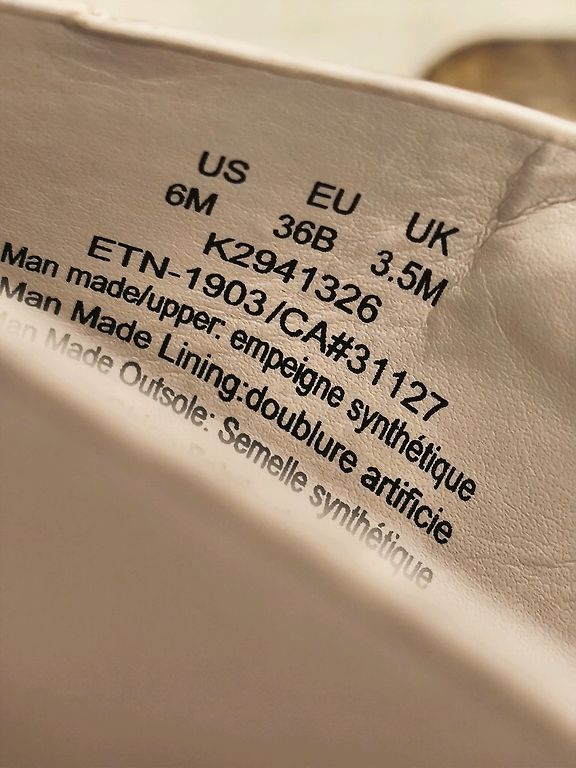 US EU UK
6M 36B 3.5M
K2941326
ETN-1903/CA#31127
Man made/upper: empeigne synthétique
Man Made Lining:doublure artificie
Man Made Outsole: Semelle synthétique